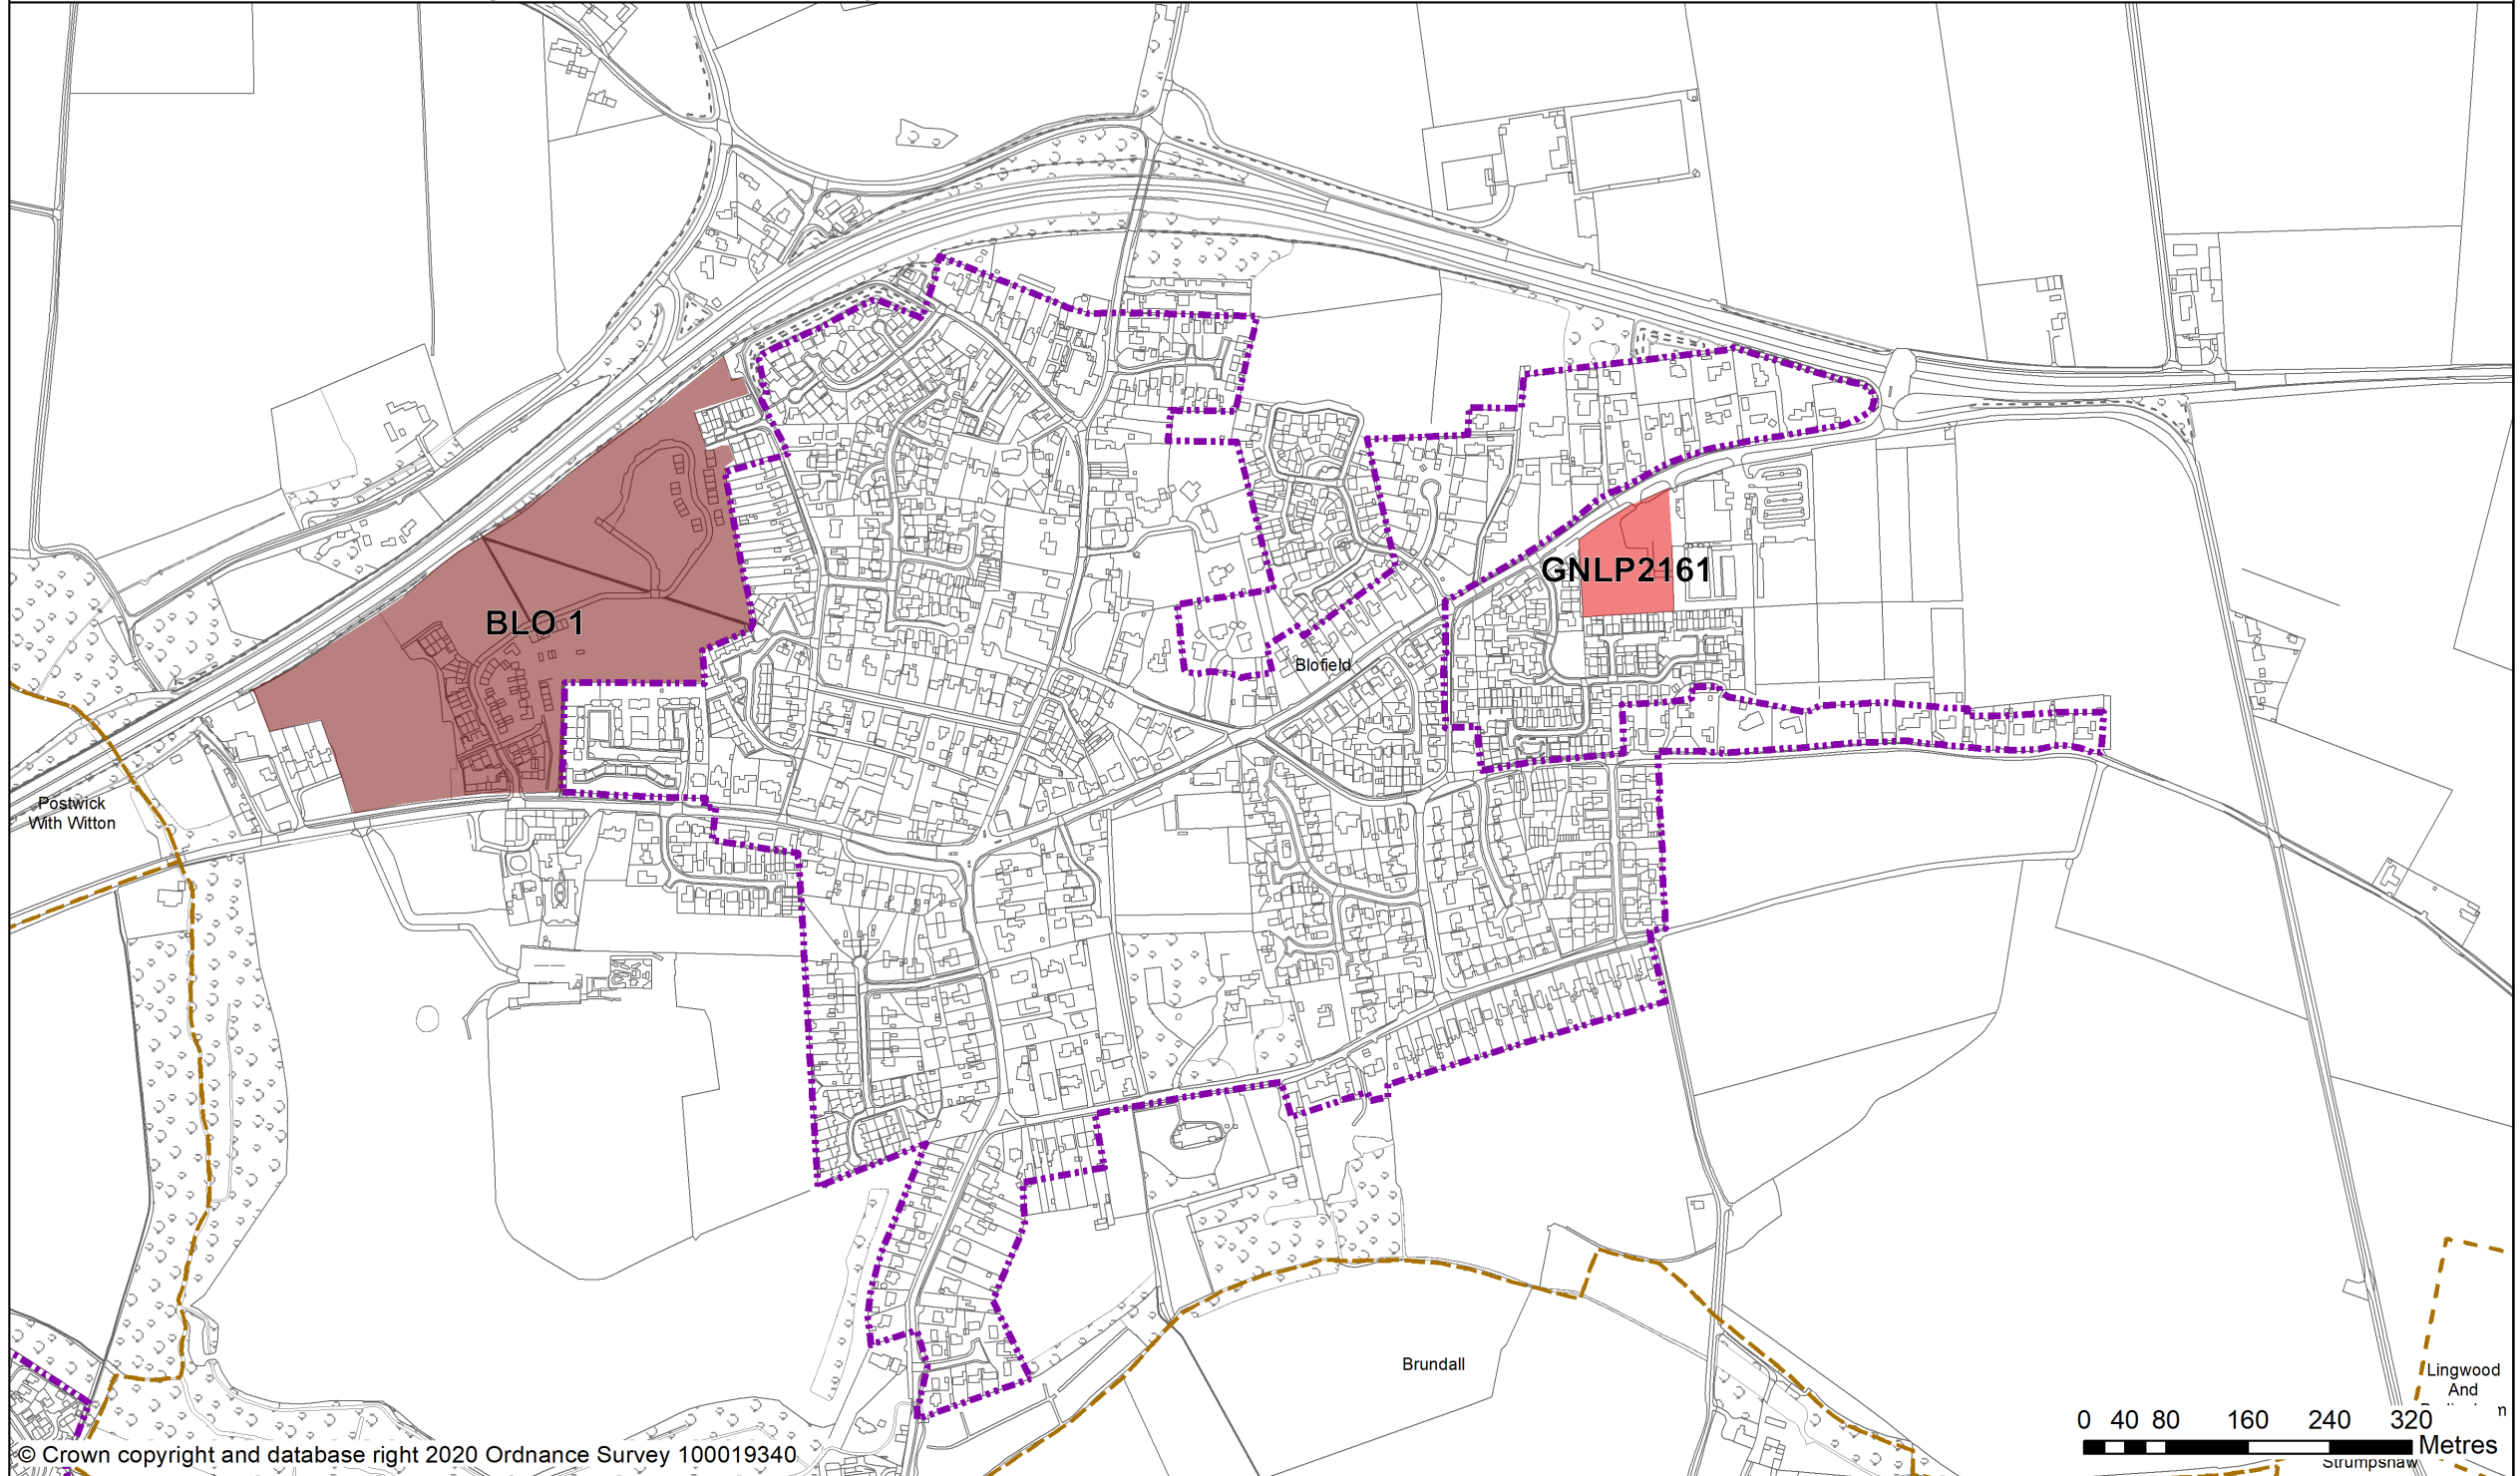 BLO 1
GNLP2161
Blofield
Postwick
With Witton
Brundall
Lingwood
And
0 40 80 160 240 320
Metres
Strumpshaw
© Crown copyright and database right 2020 Ordnance Survey 100019340